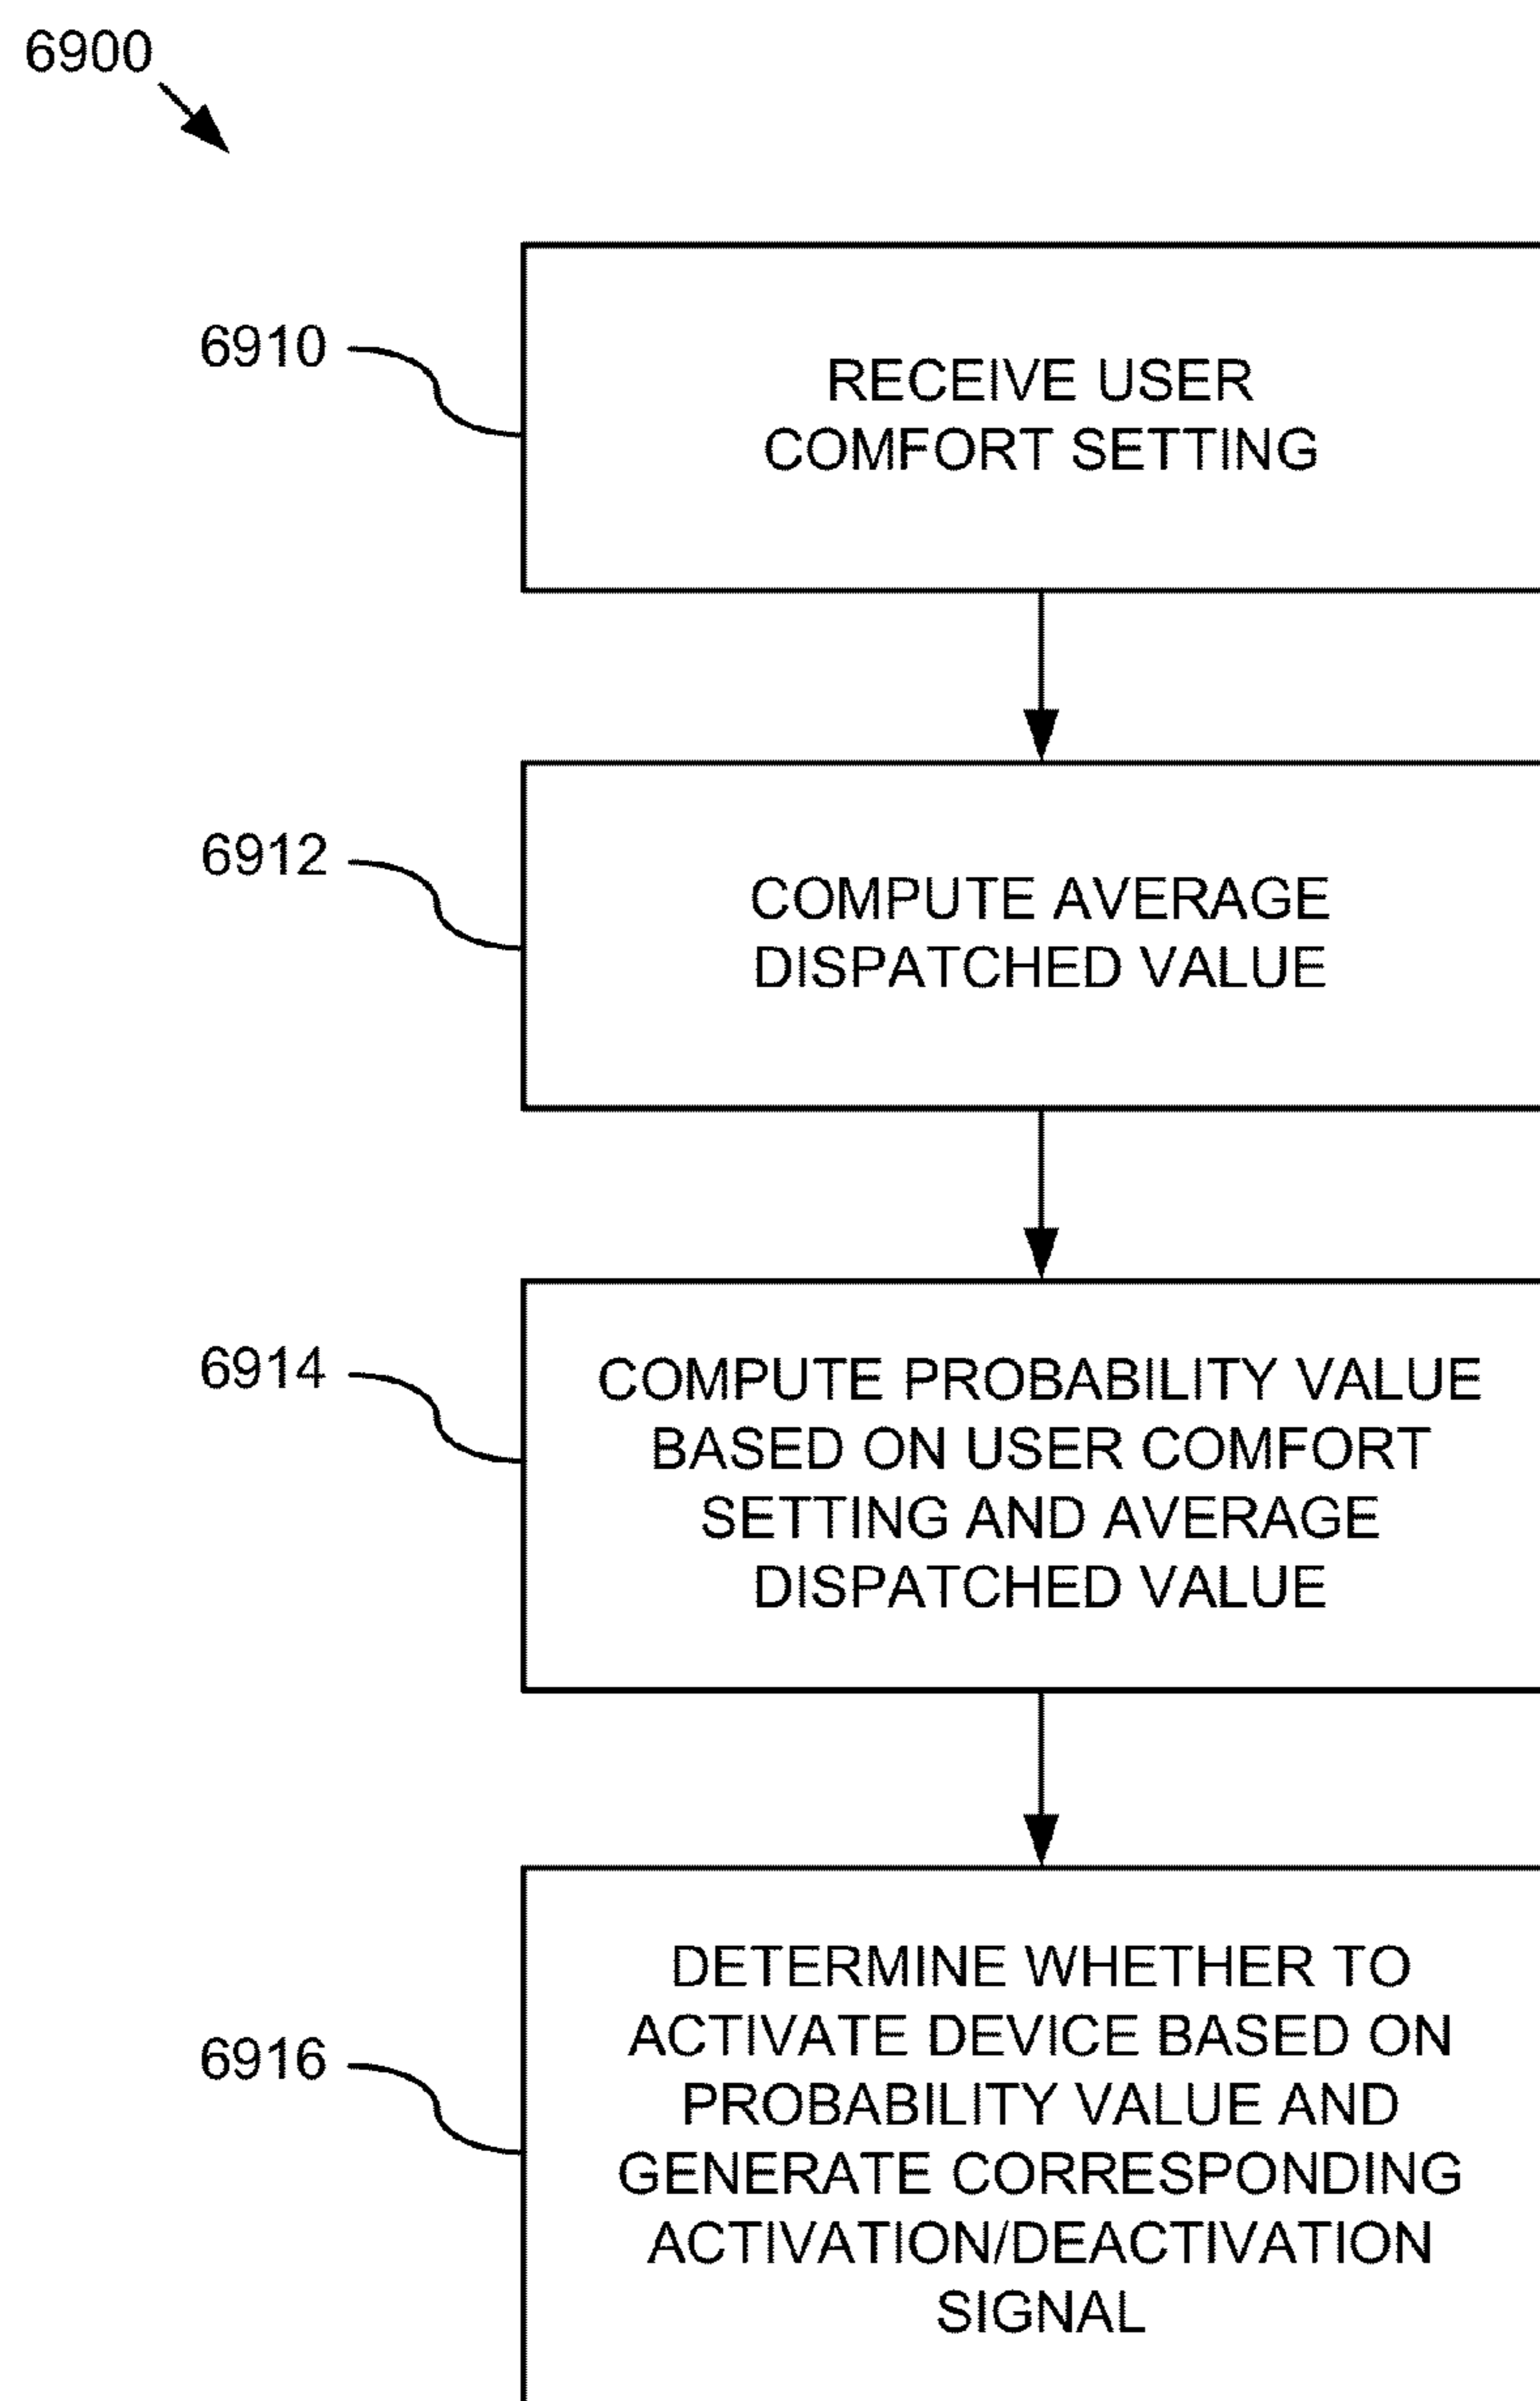 6900
6910
RECEIVE USER
COMFORT SETTING
6912
COMPUTE AVERAGE
DISPATCHED VALUE
6914
COMPUTE PROBABILITY VALUE
BASED ON USER COMFORT
SETTING AND AVERAGE
DISPATCHED VALUE
6916
DETERMINE WHETHER TO
ACTIVATE DEVICE BASED ON
PROBABILITY VALUE AND
GENERATE CORRESPONDING
ACTIVATION/DEACTIVATION
SIGNAL